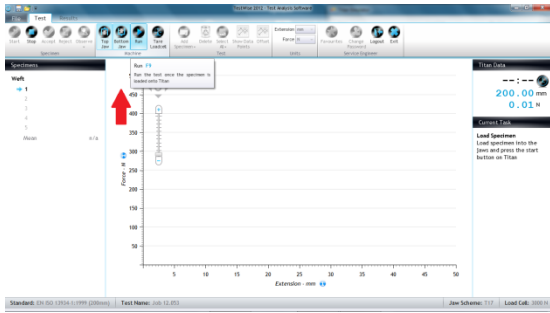 TestWise 2012 - Test Analysis Software
File Test Results
Start Stop Accept Reject Observe
Top Jaw Bottom Jaw Run Tare Loadcell
Add Specimens Delete Select All Show Data Points Offset
Extension mm
Force N
Favourites Change Password Logout Exit
Specimen Machine Test Units Service Engineer
Specimens
Weft
1
2
3
4
5
Mean n/a
Run F9
Run the test once the specimen is
loaded onto Titan.
Force - N
450
400
350
300
250
200
150
100
50
5 10 15 20 25 30 35 40 45 50
Extension - mm
Titan Data
--:--
200.00 mm
0.01 N
Current Task
Load Specimen
Load specimen into the
jaws and press the start
button on Titan
Standard: EN ISO 13934-1:1999 (200mm) Test Name: Job 12.053 Jaw Scheme: T17 Load Cell: 3000 N